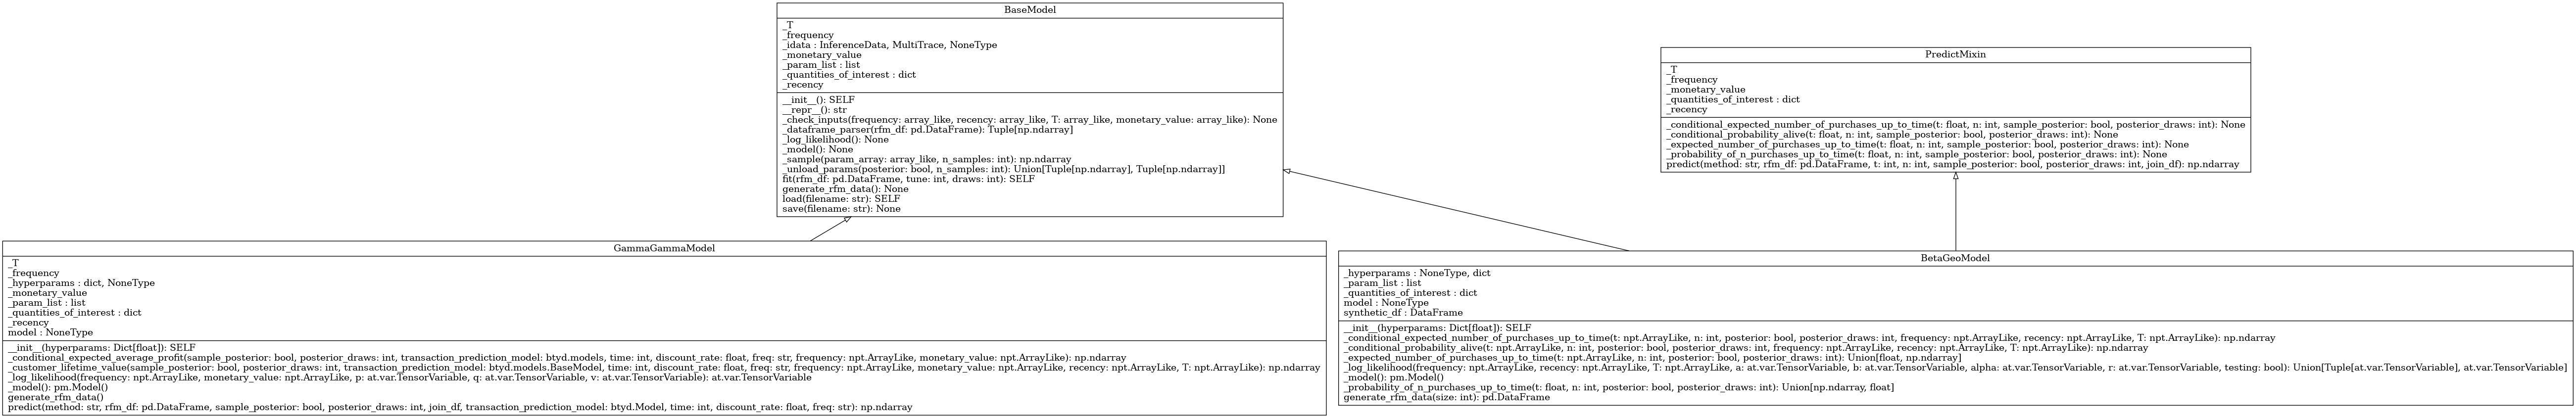 BaseModel
_T
_frequency
_idata : InferenceData, MultiTrace, NoneType
_monetary_value
_param_list : list
_quantities_of_interest : dict
_recency
__init__(): SELF
__repr__(): str
_check_inputs(frequency: array_like, recency: array_like, T: array_like, monetary_value: array_like): None
_dataframe_parser(rfm_df: pd.DataFrame): Tuple[np.ndarray]
_log_likelihood(): None
_model(): None
_sample(param_array: array_like, n_samples: int): np.ndarray
_unload_params(posterior: bool, n_samples: int): Union[Tuple[np.ndarray], Tuple[np.ndarray]]
fit(rfm_df: pd.DataFrame, tune: int, draws: int): SELF
generate_rfm_data(): None
load(filename: str): SELF
save(filename: str): None
PredictMixin
_T
_frequency
_monetary_value
_quantities_of_interest : dict
_recency
_conditional_expected_number_of_purchases_up_to_time(t: float, n: int, sample_posterior: bool, posterior_draws: int): None
_conditional_probability_alive(t: float, n: int, sample_posterior: bool, posterior_draws: int): None
_expected_number_of_purchases_up_to_time(t: float, n: int, sample_posterior: bool, posterior_draws: int): None
_probability_of_n_purchases_up_to_time(t: float, n: int, sample_posterior: bool, posterior_draws: int): None
predict(method: str, rfm_df: pd.DataFrame, t: int, n: int, sample_posterior: bool, posterior_draws: int, join_df): np.ndarray
GammaGammaModel
_T
_frequency
_hyperparams : dict, NoneType
_monetary_value
_param_list : list
_quantities_of_interest : dict
_recency
model : NoneType
__init__(hyperparams: Dict[float]): SELF
_conditional_expected_average_profit(sample_posterior: bool, posterior_draws: int, transaction_prediction_model: btyd.models, time: int, discount_rate: float, freq: str, frequency: npt.ArrayLike, monetary_value: npt.ArrayLike): np.ndarray
_customer_lifetime_value(sample_posterior: bool, posterior_draws: int, transaction_prediction_model: btyd.models.BaseModel, time: int, discount_rate: float, freq: str, frequency: npt.ArrayLike, monetary_value: npt.ArrayLike, recency: npt.ArrayLike, T: npt.ArrayLike): np.ndarray
_log_likelihood(frequency: npt.ArrayLike, monetary_value: npt.ArrayLike, p: at.var.TensorVariable, q: at.var.TensorVariable, v: at.var.TensorVariable): at.var.TensorVariable
_model(): pm.Model()
generate_rfm_data()
predict(method: str, rfm_df: pd.DataFrame, sample_posterior: bool, posterior_draws: int, join_df, transaction_prediction_model: btyd.Model, time: int, discount_rate: float, freq: str): np.ndarray
BetaGeoModel
_hyperparams : NoneType, dict
_param_list : list
_quantities_of_interest : dict
model : NoneType
synthetic_df : DataFrame
__init__(hyperparams: Dict[float]): SELF
_conditional_expected_number_of_purchases_up_to_time(t: npt.ArrayLike, n: int, posterior: bool, posterior_draws: int, frequency: npt.ArrayLike, recency: npt.ArrayLike, T: npt.ArrayLike): np.ndarray
_conditional_probability_alive(t: npt.ArrayLike, n: int, posterior: bool, posterior_draws: int, frequency: npt.ArrayLike, recency: npt.ArrayLike, T: npt.ArrayLike): np.ndarray
_expected_number_of_purchases_up_to_time(t: npt.ArrayLike, n: int, posterior: bool, posterior_draws: int): Union[float, np.ndarray]
_log_likelihood(frequency: npt.ArrayLike, recency: npt.ArrayLike, T: npt.ArrayLike, a: at.var.TensorVariable, b: at.var.TensorVariable, alpha: at.var.TensorVariable, r: at.var.TensorVariable, testing: bool): Union[Tuple[at.var.TensorVariable], at.var.TensorVariable]
_model(): pm.Model()
_probability_of_n_purchases_up_to_time(t: float, n: int, posterior: bool, posterior_draws: int): Union[np.ndarray, float]
generate_rfm_data(size: int): pd.DataFrame